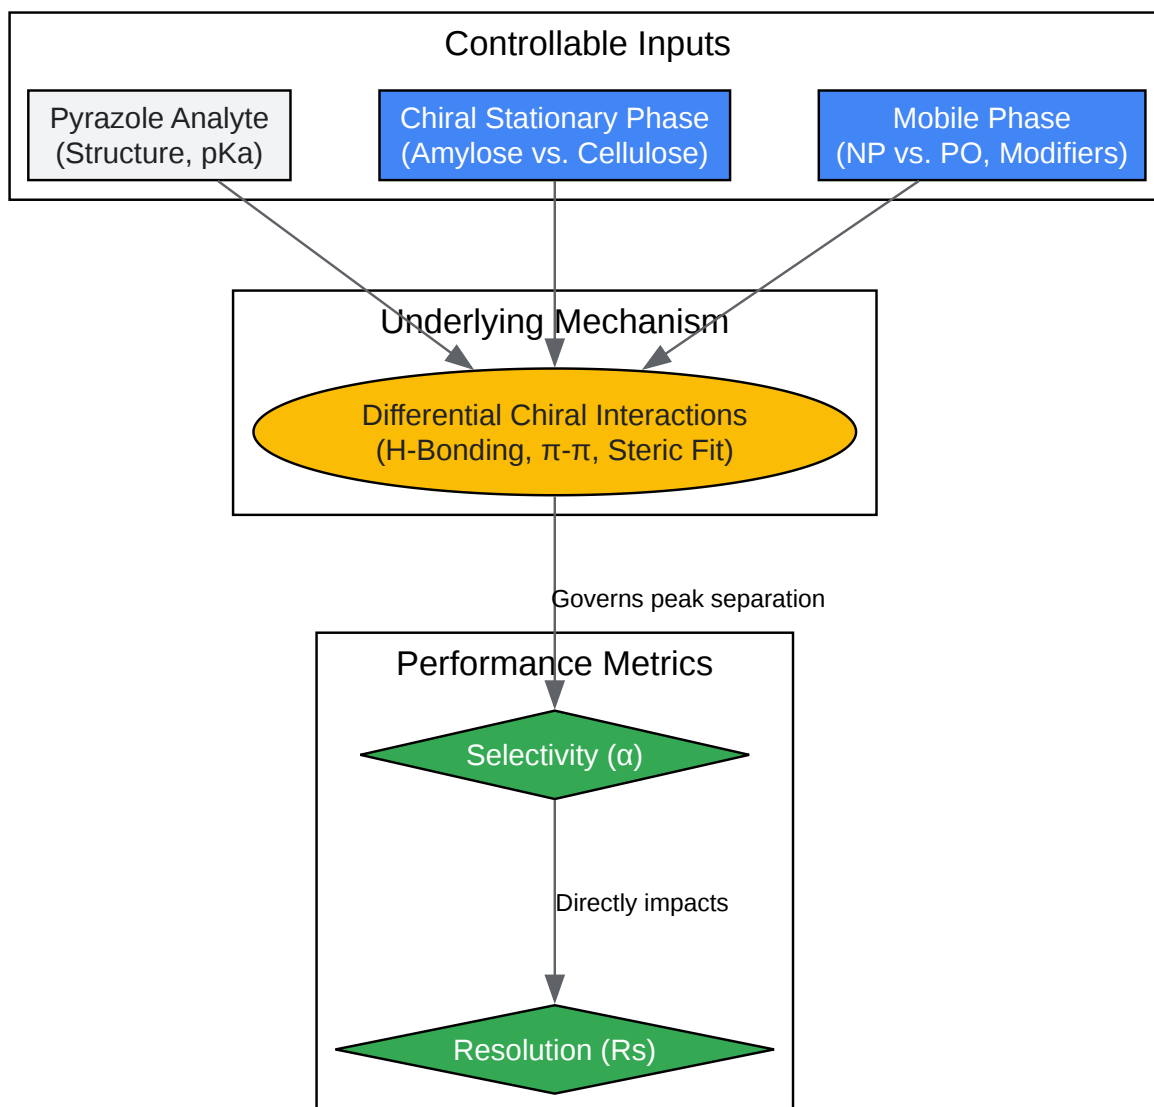 Controllable Inputs
Pyrazole Analyte
(Structure, pKa)
Chiral Stationary Phase
(Amylose vs. Cellulose)
Mobile Phase
(NP vs. PO, Modifiers)
Underlying Mechanism
Differential Chiral Interactions
(H-Bonding, π-π, Steric Fit)
Governs peak separation
Performance Metrics
Selectivity (α)
Directly impacts
Resolution (Rs)